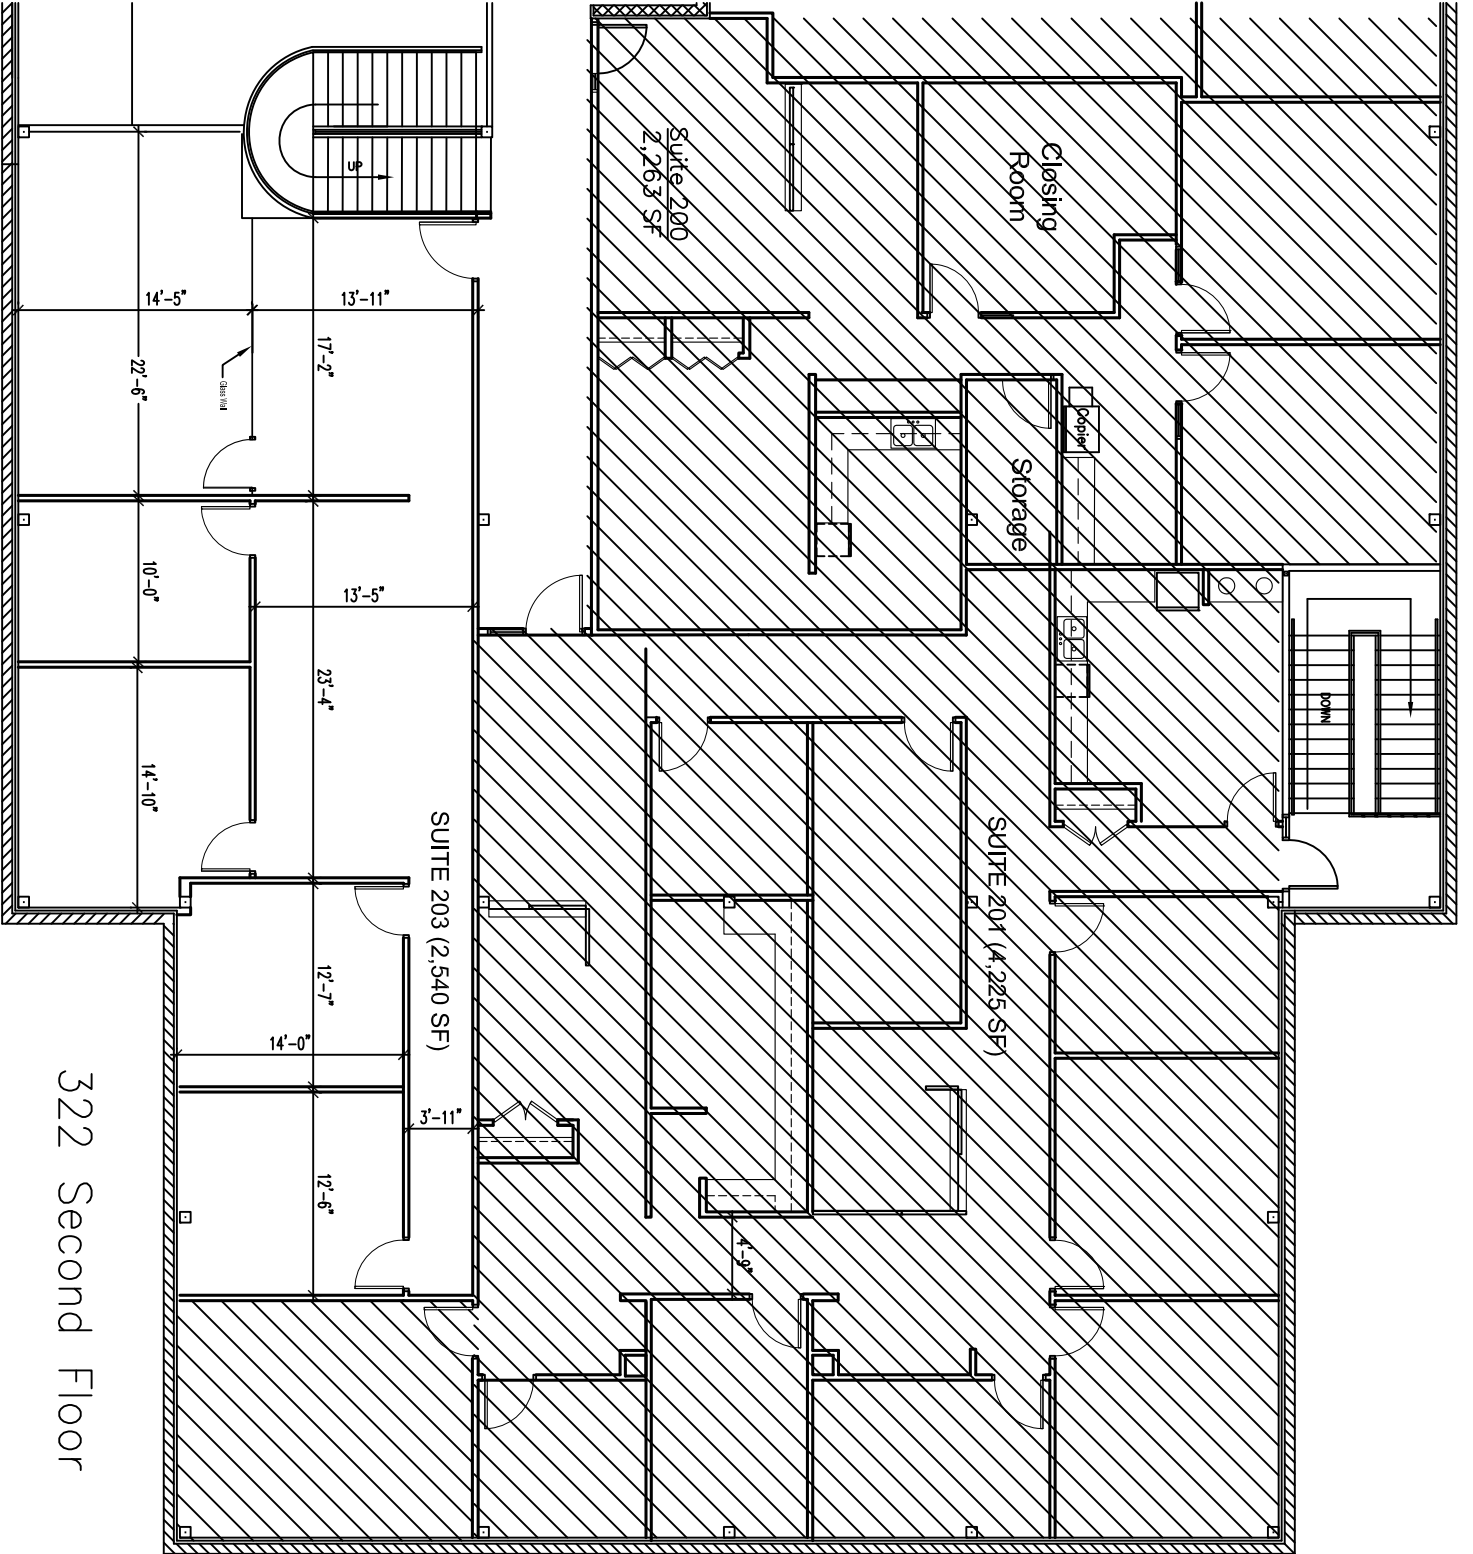 322 Second Floor
Suite 200
2,263 SF
Closing
Room
Storage
Copier
UP
DOWN
SUITE 201 (4,225 SF)
SUITE 203 (2,540 SF)
Glass Wall
14'-5"
13'-11"
22'-6"
17'-2"
10'-0"
13'-5"
23'-4"
14'-10"
12'-7"
14'-0"
3'-11"
12'-6"
4'-9"